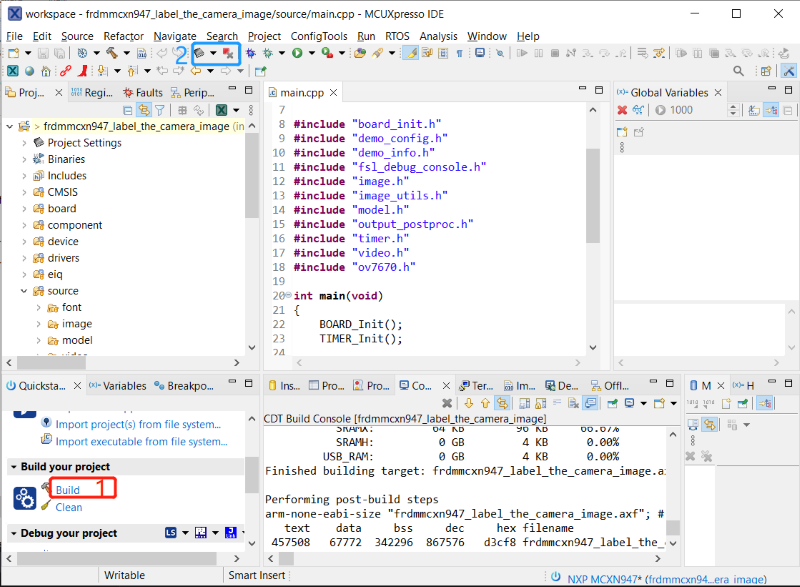 workspace - frdmmcxn947_label_the_camera_image/source/main.cpp - MCUXpresso IDE
File Edit Source Refactor Navigate Search Project ConfigTools Run RTOS Analysis Window Help
2
Proj... Regi... Faults Perip...
frdmmcxn947_label_the_camera_image (in
Project Settings
Binaries
Includes
CMSIS
board
component
device
drivers
eiq
source
font
image
model
video
main.cpp
7
8 #include "board_init.h"
9 #include "demo_config.h"
10 #include "demo_info.h"
11 #include "fsl_debug_console.h"
12 #include "image.h"
13 #include "image_utils.h"
14 #include "model.h"
15 #include "output_postproc.h"
16 #include "timer.h"
17 #include "video.h"
18 #include "ov7670.h"
19
20 int main(void)
21 {
22 BOARD_Init();
23 TIMER_Init();
24
Global Variables
1000
Quicksta... Variables Breakpo...
Import project(s) from file system...
Import executable from file system...
Build your project
Build 1
Clean
Debug your project
LS
Ins... Pro... Pro... Co... Ter... Im... De... Offl...
CDT Build Console [frdmmcxn947_label_the_camera_image]
SRAMX: 64 KB 96 KB 66.67%
SRAMH: 0 GB 4 KB 0.00%
USB_RAM: 0 GB 4 KB 0.00%
Finished building target: frdmmcxn947_label_the_camera_image.ax
Performing post-build steps
arm-none-eabi-size "frdmmcxn947_label_the_camera_image.axf"; #
text data bss dec hex filename
457508 67772 342296 867576 d3cf8 frdmmcxn947_label_the_
M H
Writable Smart Insert NXP MCXN947* (frdmmcxn94...era_image)